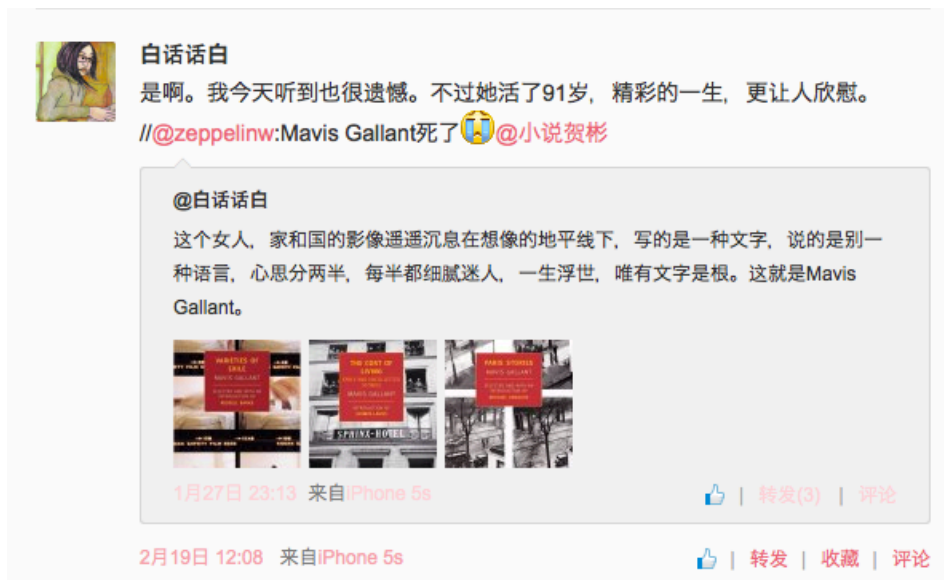 白话话白
是啊。我今天听到也很遗憾。不过她活了91岁，精彩的一生，更让人欣慰。
//@zeppelinw:Mavis Gallant死了@小说贺彬
@白话话白
这个女人，家和国的影像遥遥沉息在想像的地平线下，写的是一种文字，说的是别一
种语言，心思分两半，每半都细腻迷人，一生浮世，唯有文字是根。这就是Mavis
Gallant。
VARIETIES OF
EXILE
MAVIS GALLANT
THE COST OF
LIVING
MAVIS GALLANT
SPHINX-HOTEL
PARIS STORIES
MAVIS GALLANT
1月27日 23:13 来自iPhone 5s
| 转发(3) | 评论
2月19日 12:08 来自iPhone 5s
| 转发 | 收藏 | 评论